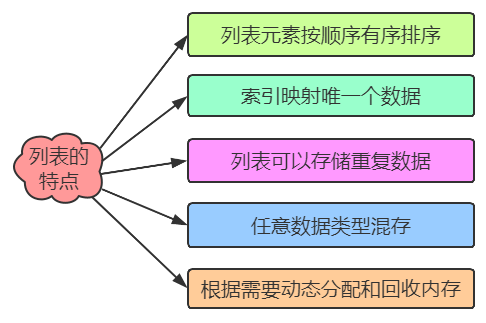 列表元素按顺序有序排序
索引映射唯一个数据
列表的
特点
列表可以存储重复数据
任意数据类型混存
根据需要动态分配和回收内存